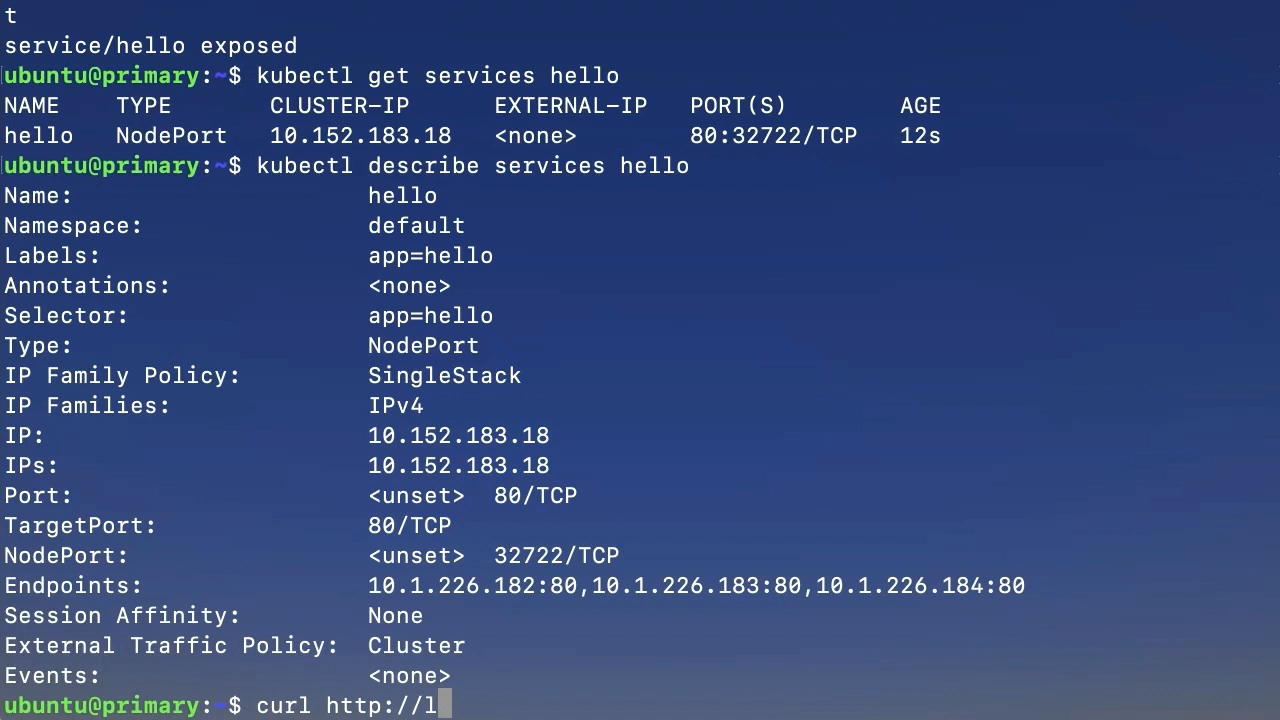 t
service/hello exposed
ubuntu@primary:~$ kubectl get services hello
NAME    TYPE       CLUSTER-IP      EXTERNAL-IP   PORT(S)        AGE
hello   NodePort   10.152.183.18   <none>        80:32722/TCP   12s
ubuntu@primary:~$ kubectl describe services hello
Name:                     hello
Namespace:                default
Labels:                   app=hello
Annotations:              <none>
Selector:                 app=hello
Type:                     NodePort
IP Family Policy:         SingleStack
IP Families:              IPv4
IP:                       10.152.183.18
IPs:                      10.152.183.18
Port:                     <unset>  80/TCP
TargetPort:               80/TCP
NodePort:                 <unset>  32722/TCP
Endpoints:                10.1.226.182:80,10.1.226.183:80,10.1.226.184:80
Session Affinity:         None
External Traffic Policy:  Cluster
Events:                   <none>
ubuntu@primary:~$ curl http://l